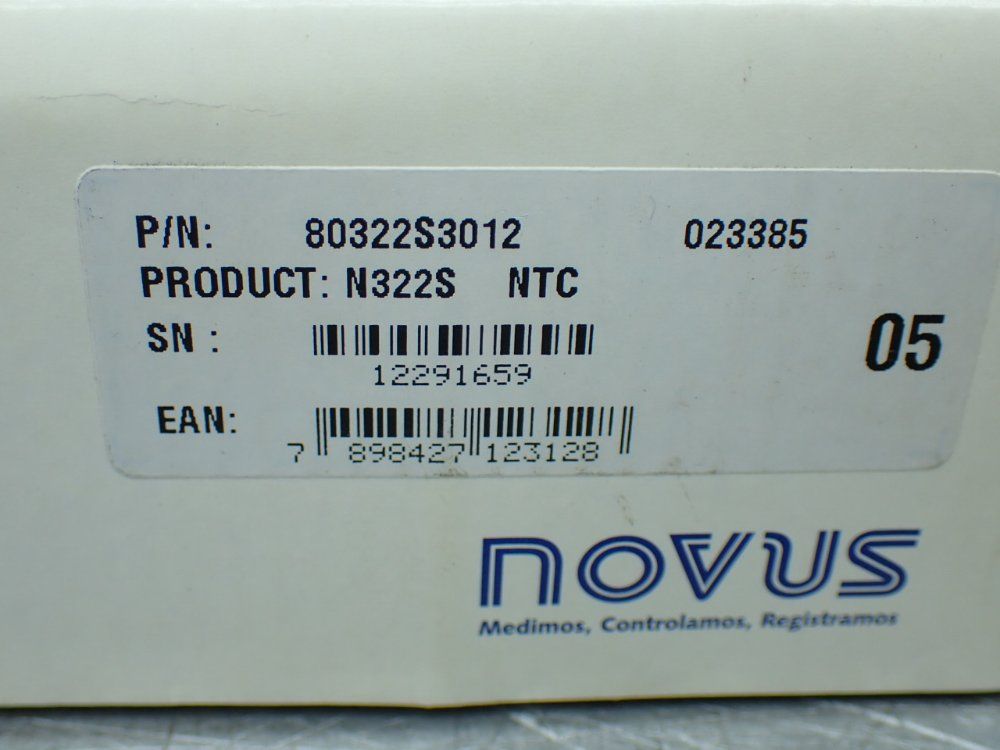 P/N: 80322S3012 023385
PRODUCT: N322S NTC
SN :
05
12291659
EAN:
7 898427 123128
novus
Medimos, Controlamos, Registramos